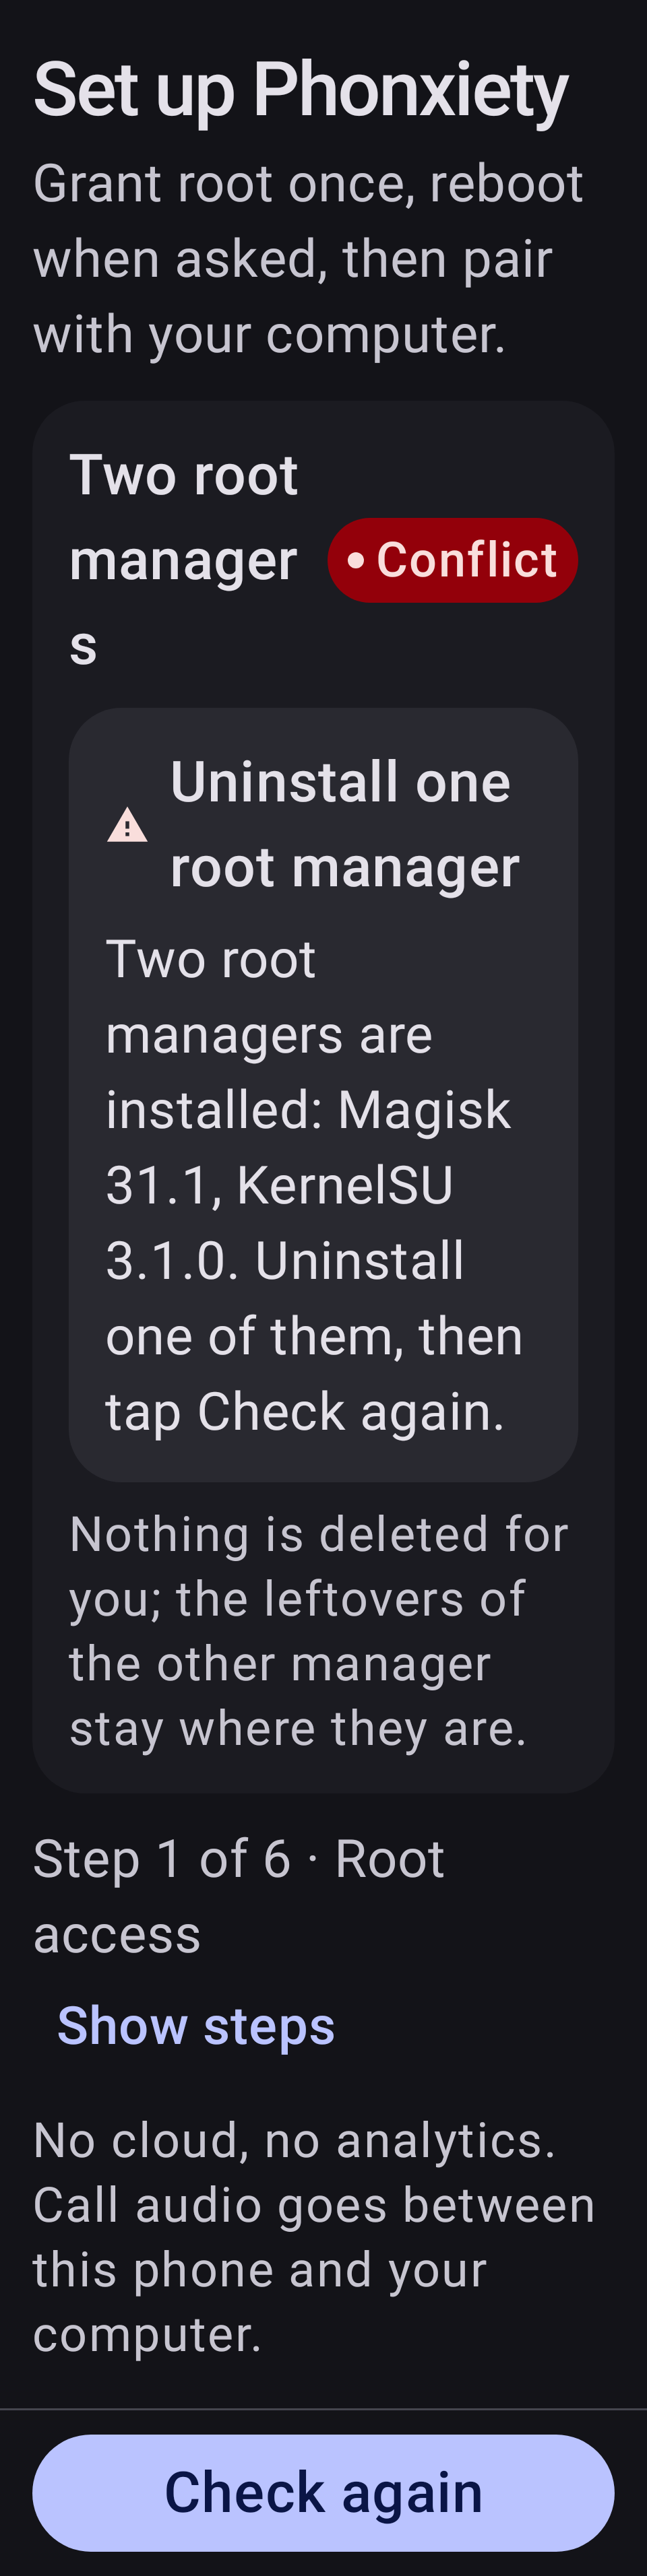 Set up Phonxiety
Grant root once, reboot
when asked, then pair
with your computer.
Two root
manager
s
• Conflict
Uninstall one
root manager
Two root
managers are
installed: Magisk
31.1, KernelSU
3.1.0. Uninstall
one of them, then
tap Check again.
Nothing is deleted for
you; the leftovers of
the other manager
stay where they are.
Step 1 of 6 · Root
access
Show steps
No cloud, no analytics.
Call audio goes between
this phone and your
computer.
Check again